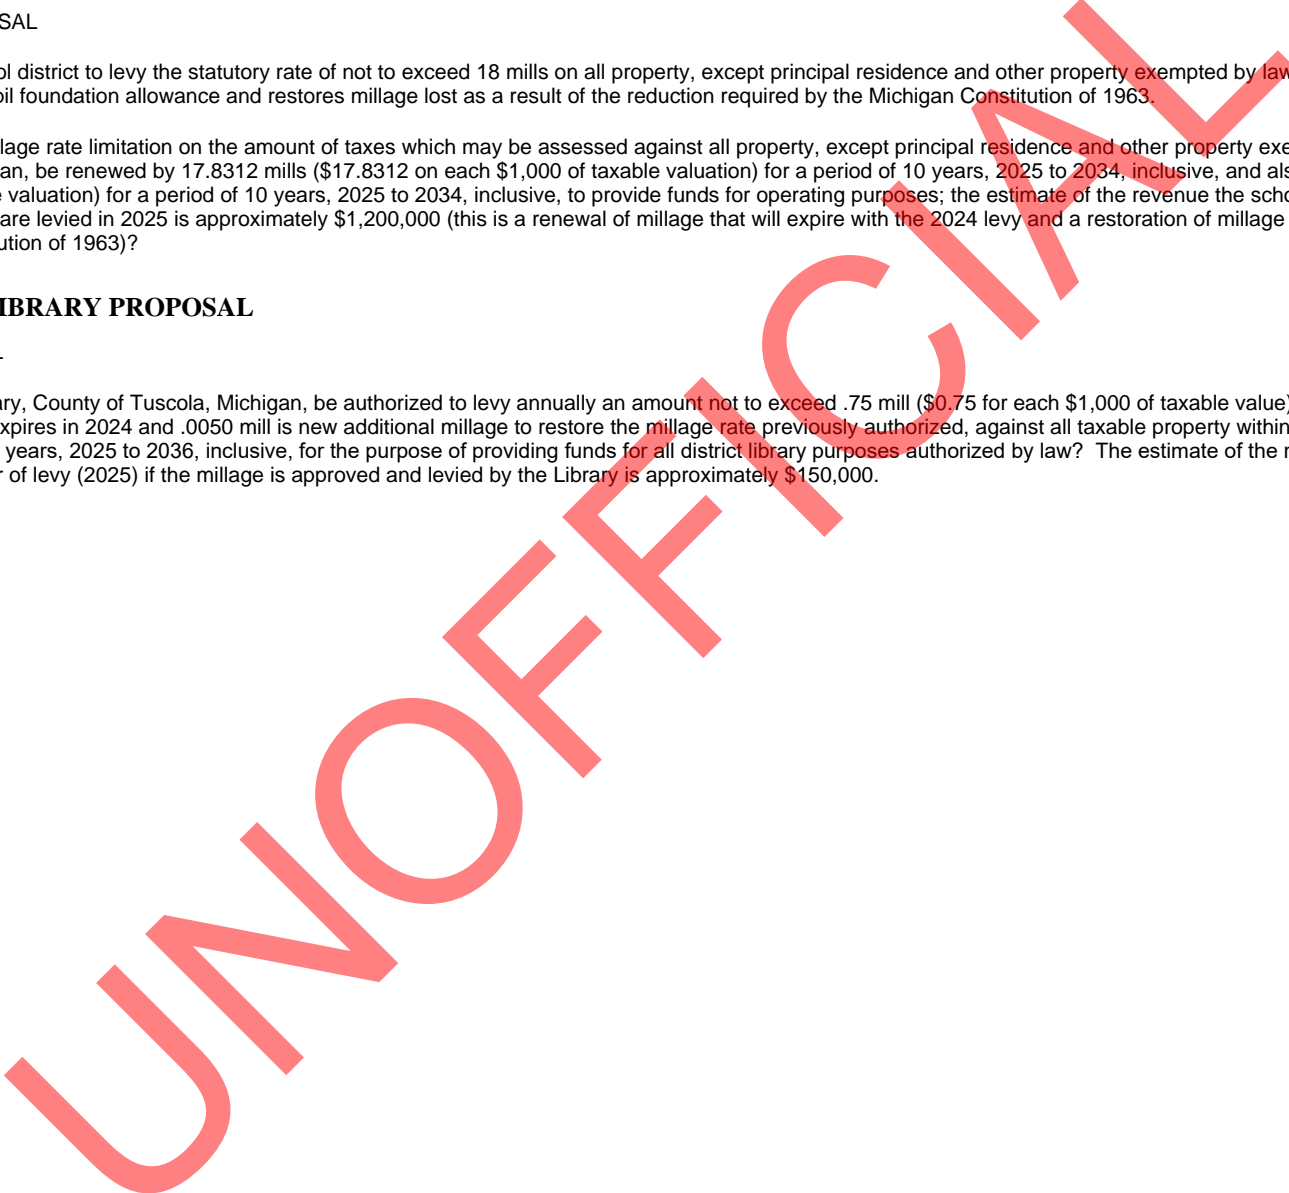 SAL
ol district to levy the statutory rate of not to exceed 18 mills on all property, except principal residence and other property exempted by law
oil foundation allowance and restores millage lost as a result of the reduction required by the Michigan Constitution of 1963.
lage rate limitation on the amount of taxes which may be assessed against all property, except principal residence and other property exe
an, be renewed by 17.8312 mills ($17.8312 on each $1,000 of taxable valuation) for a period of 10 years, 2025 to 2034, inclusive, and als
e valuation) for a period of 10 years, 2025 to 2034, inclusive, to provide funds for operating purposes; the estimate of the revenue the scho
are levied in 2025 is approximately $1,200,000 (this is a renewal of millage that will expire with the 2024 levy and a restoration of millage
ution of 1963)?
IBRARY PROPOSAL
ary, County of Tuscola, Michigan, be authorized to levy annually an amount not to exceed .75 mill ($0.75 for each $1,000 of taxable value)
xpires in 2024 and .0050 mill is new additional millage to restore the millage rate previously authorized, against all taxable property within
years, 2025 to 2036, inclusive, for the purpose of providing funds for all district library purposes authorized by law?  The estimate of the r
r of levy (2025) if the millage is approved and levied by the Library is approximately $150,000.
UNOFFICIAL